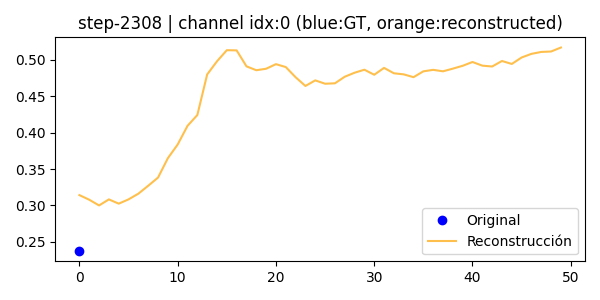 step-2308 | channel idx:0 (blue:GT, orange:reconstructed)
0.50
0.45
0.40
0.35
0.30
0.25
Original
Reconstrucción
0 10 20 30 40 50